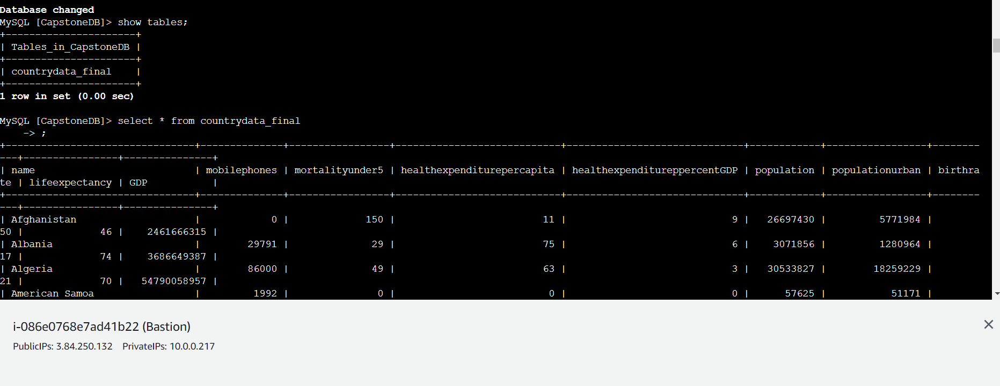 Database changed
MySQL [CapstoneDB]> show tables;
+----------------------+
| Tables_in_CapstoneDB |
+----------------------+
| countrydata_final    |
+----------------------+
1 row in set (0.00 sec)
MySQL [CapstoneDB]> select * from countrydata_final
    -> ;
+--------------------------------+--------------+-----------------+----------------------------+------------------------------+------------+-----------------+--------
---+----------------+---------------+
| name                           | mobilephones | mortalityunder5 | healthexpenditurepercapita | healthexpenditureppercentGDP | population | populationurban | birthra
te | lifeexpectancy | GDP           |
+--------------------------------+--------------+-----------------+----------------------------+------------------------------+------------+-----------------+--------
---+----------------+---------------+
| Afghanistan                    |            0 |             150 |                         11 |                            9 |   26697430 |         5771984 |
50 |             46 |    2461666315 |
| Albania                        |        29791 |              29 |                         75 |                            6 |    3071856 |         1280964 |
17 |             74 |    3686649387 |
| Algeria                        |        86000 |              49 |                         63 |                            3 |   30533827 |        18259229 |
21 |             70 |   54790058957 |
| American Samoa                 |         1992 |               0 |                          0 |                            0 |      57625 |           51171 |
i-086e0768e7ad41b22 (Bastion)
PublicIPs: 3.84.250.132    PrivateIPs: 10.0.0.217